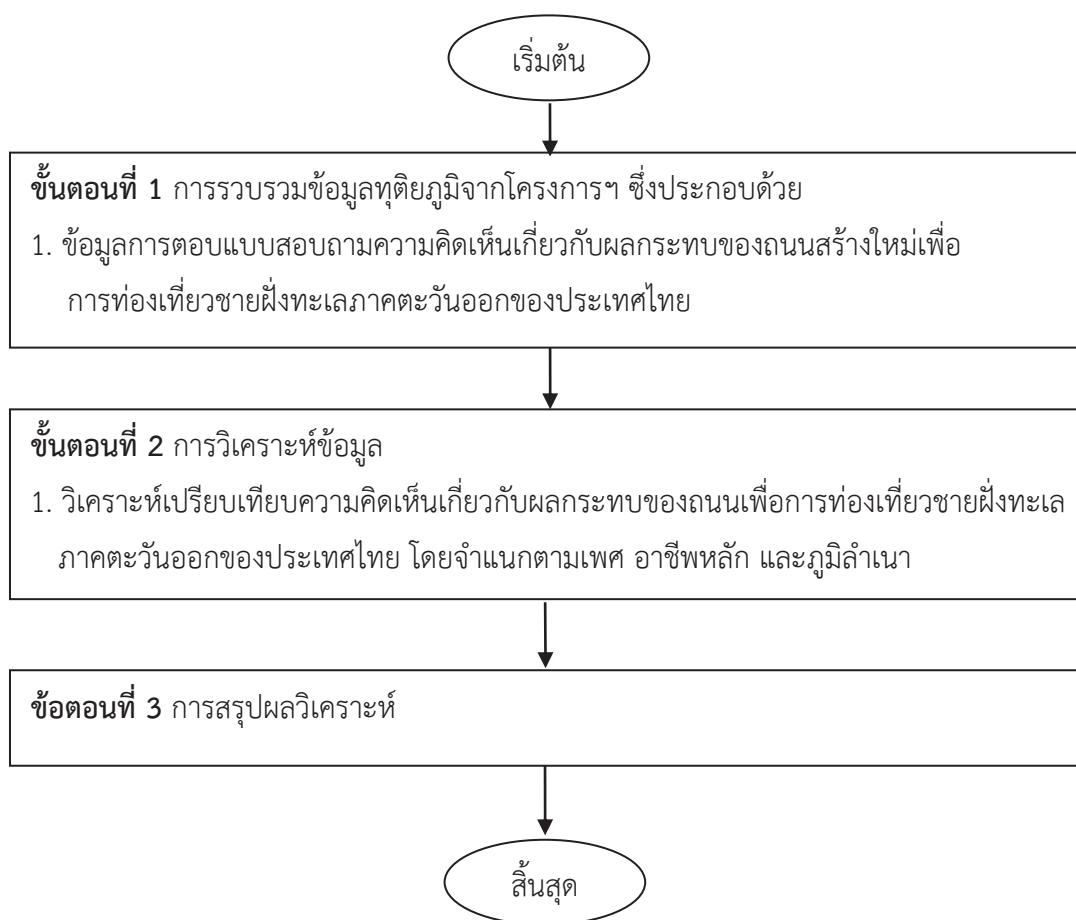 เริ่มต้น
ขั้นตอนที่ 1 การรวบรวมข้อมูลทุติยภูมิจากโครงการฯ ซึ่งประกอบด้วย
1. ข้อมูลการตอบแบบสอบถามความคิดเห็นเกี่ยวกับผลกระทบของถนนสร้างใหม่เพื่อ
การท่องเที่ยวชายฝั่งทะเลภาคตะวันออกของประเทศไทย
ขั้นตอนที่ 2 การวิเคราะห์ข้อมูล
1. วิเคราะห์เปรียบเทียบความคิดเห็นเกี่ยวกับผลกระทบของถนนเพื่อการท่องเที่ยวชายฝั่งทะเล
ภาคตะวันออกของประเทศไทย โดยจำแนกตามเพศ อาชีพหลัก และภูมิลำเนา
ข้อตอนที่ 3 การสรุปผลวิเคราะห์
สิ้นสุด